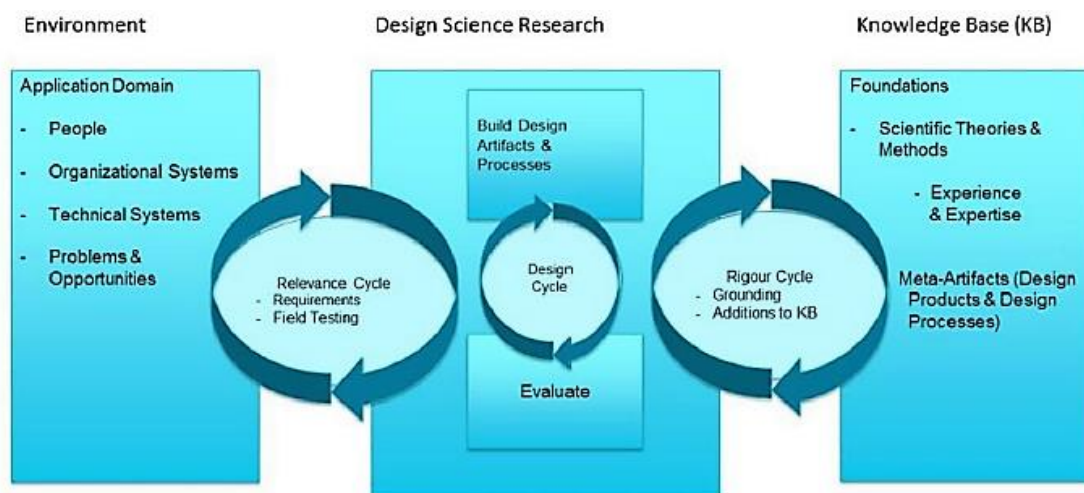 Environment
Design Science Research
Knowledge Base (KB)
Application Domain
- People
- Organizational Systems
- Technical Systems
- Problems &
Opportunities
Relevance Cycle
- Requirements
- Field Testing
Build Design
Artifacts &
Processes
Design
Cycle
Evaluate
Rigour Cycle
- Grounding
- Additions to KB
Foundations
- Scientific Theories &
Methods
- Experience
& Expertise
Meta-Artifacts (Design
Products & Design
Processes)